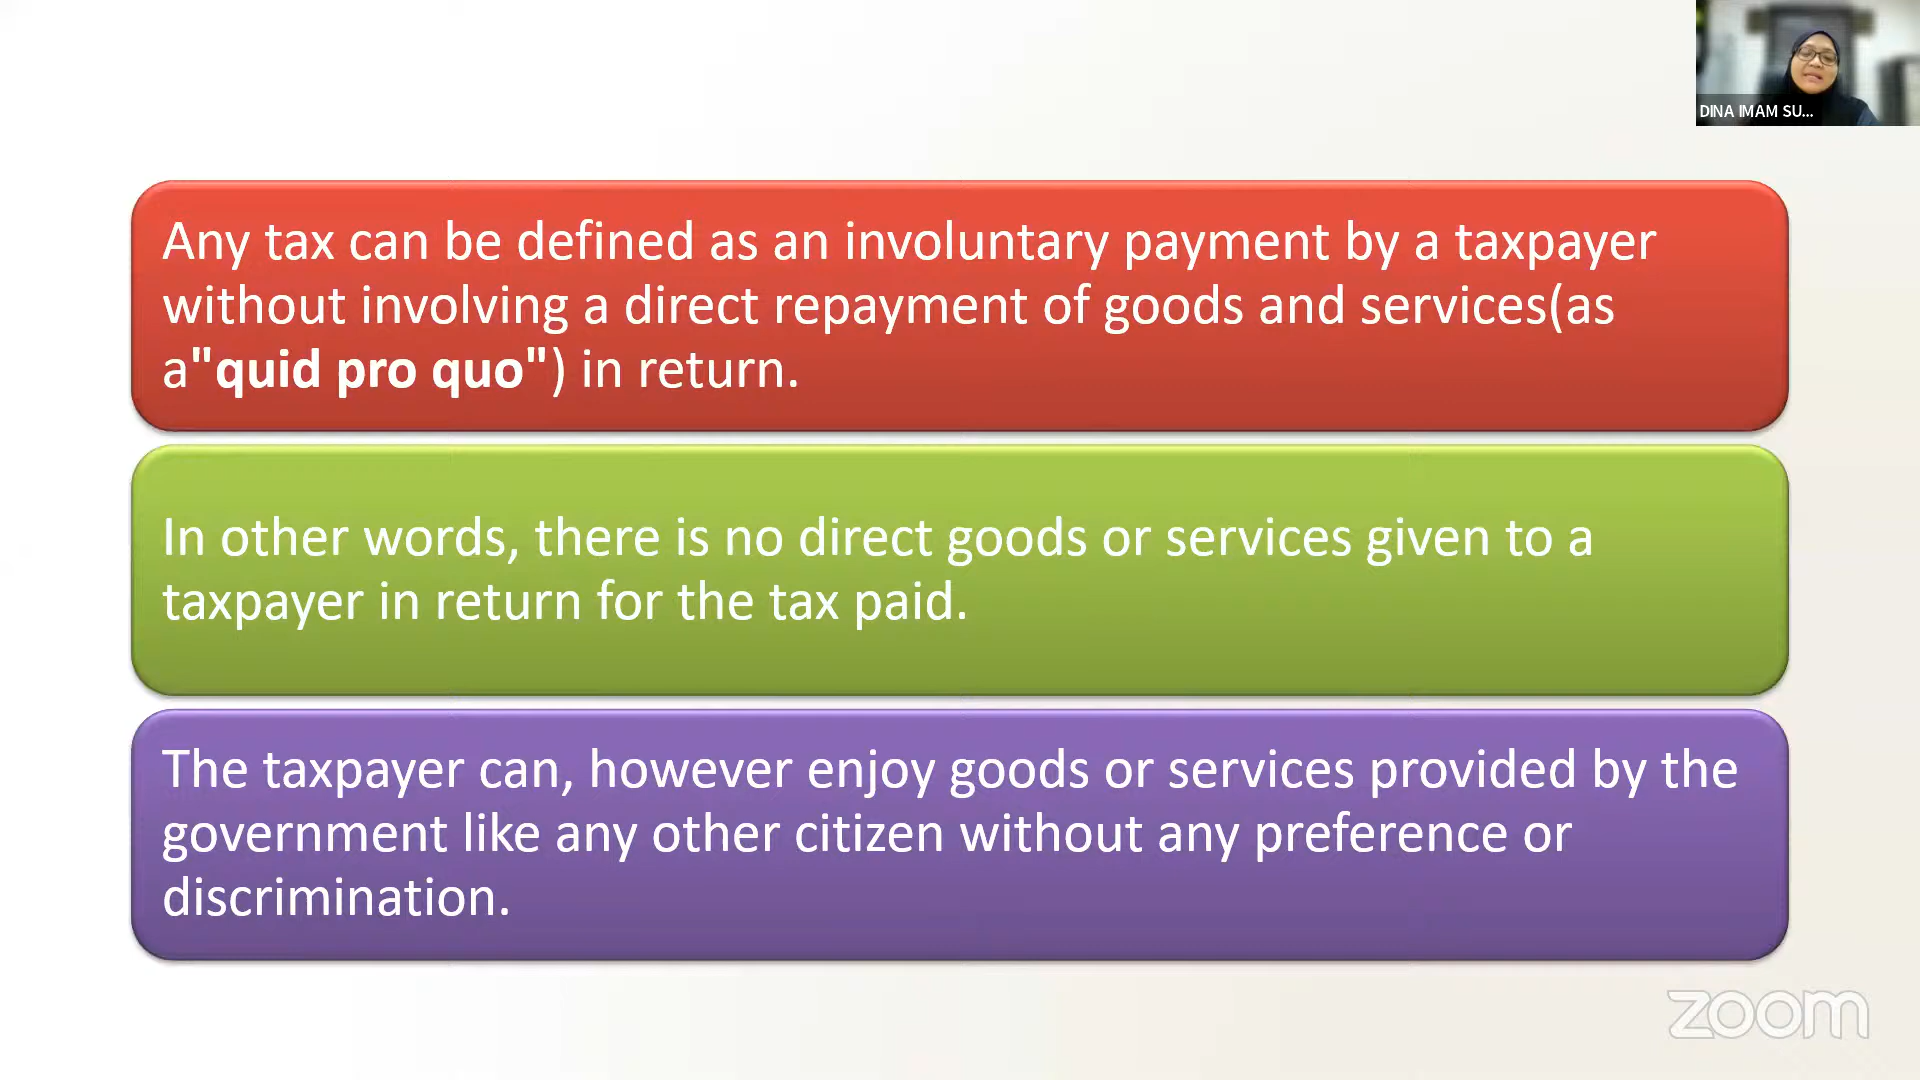 DINA IMAM SU...
Any tax can be defined as an involuntary payment by a taxpayer
without involving a direct repayment of goods and services(as
a"quid pro quo") in return.
In other words, there is no direct goods or services given to a
taxpayer in return for the tax paid.
The taxpayer can, however enjoy goods or services provided by the
government like any other citizen without any preference or
discrimination.
zoom